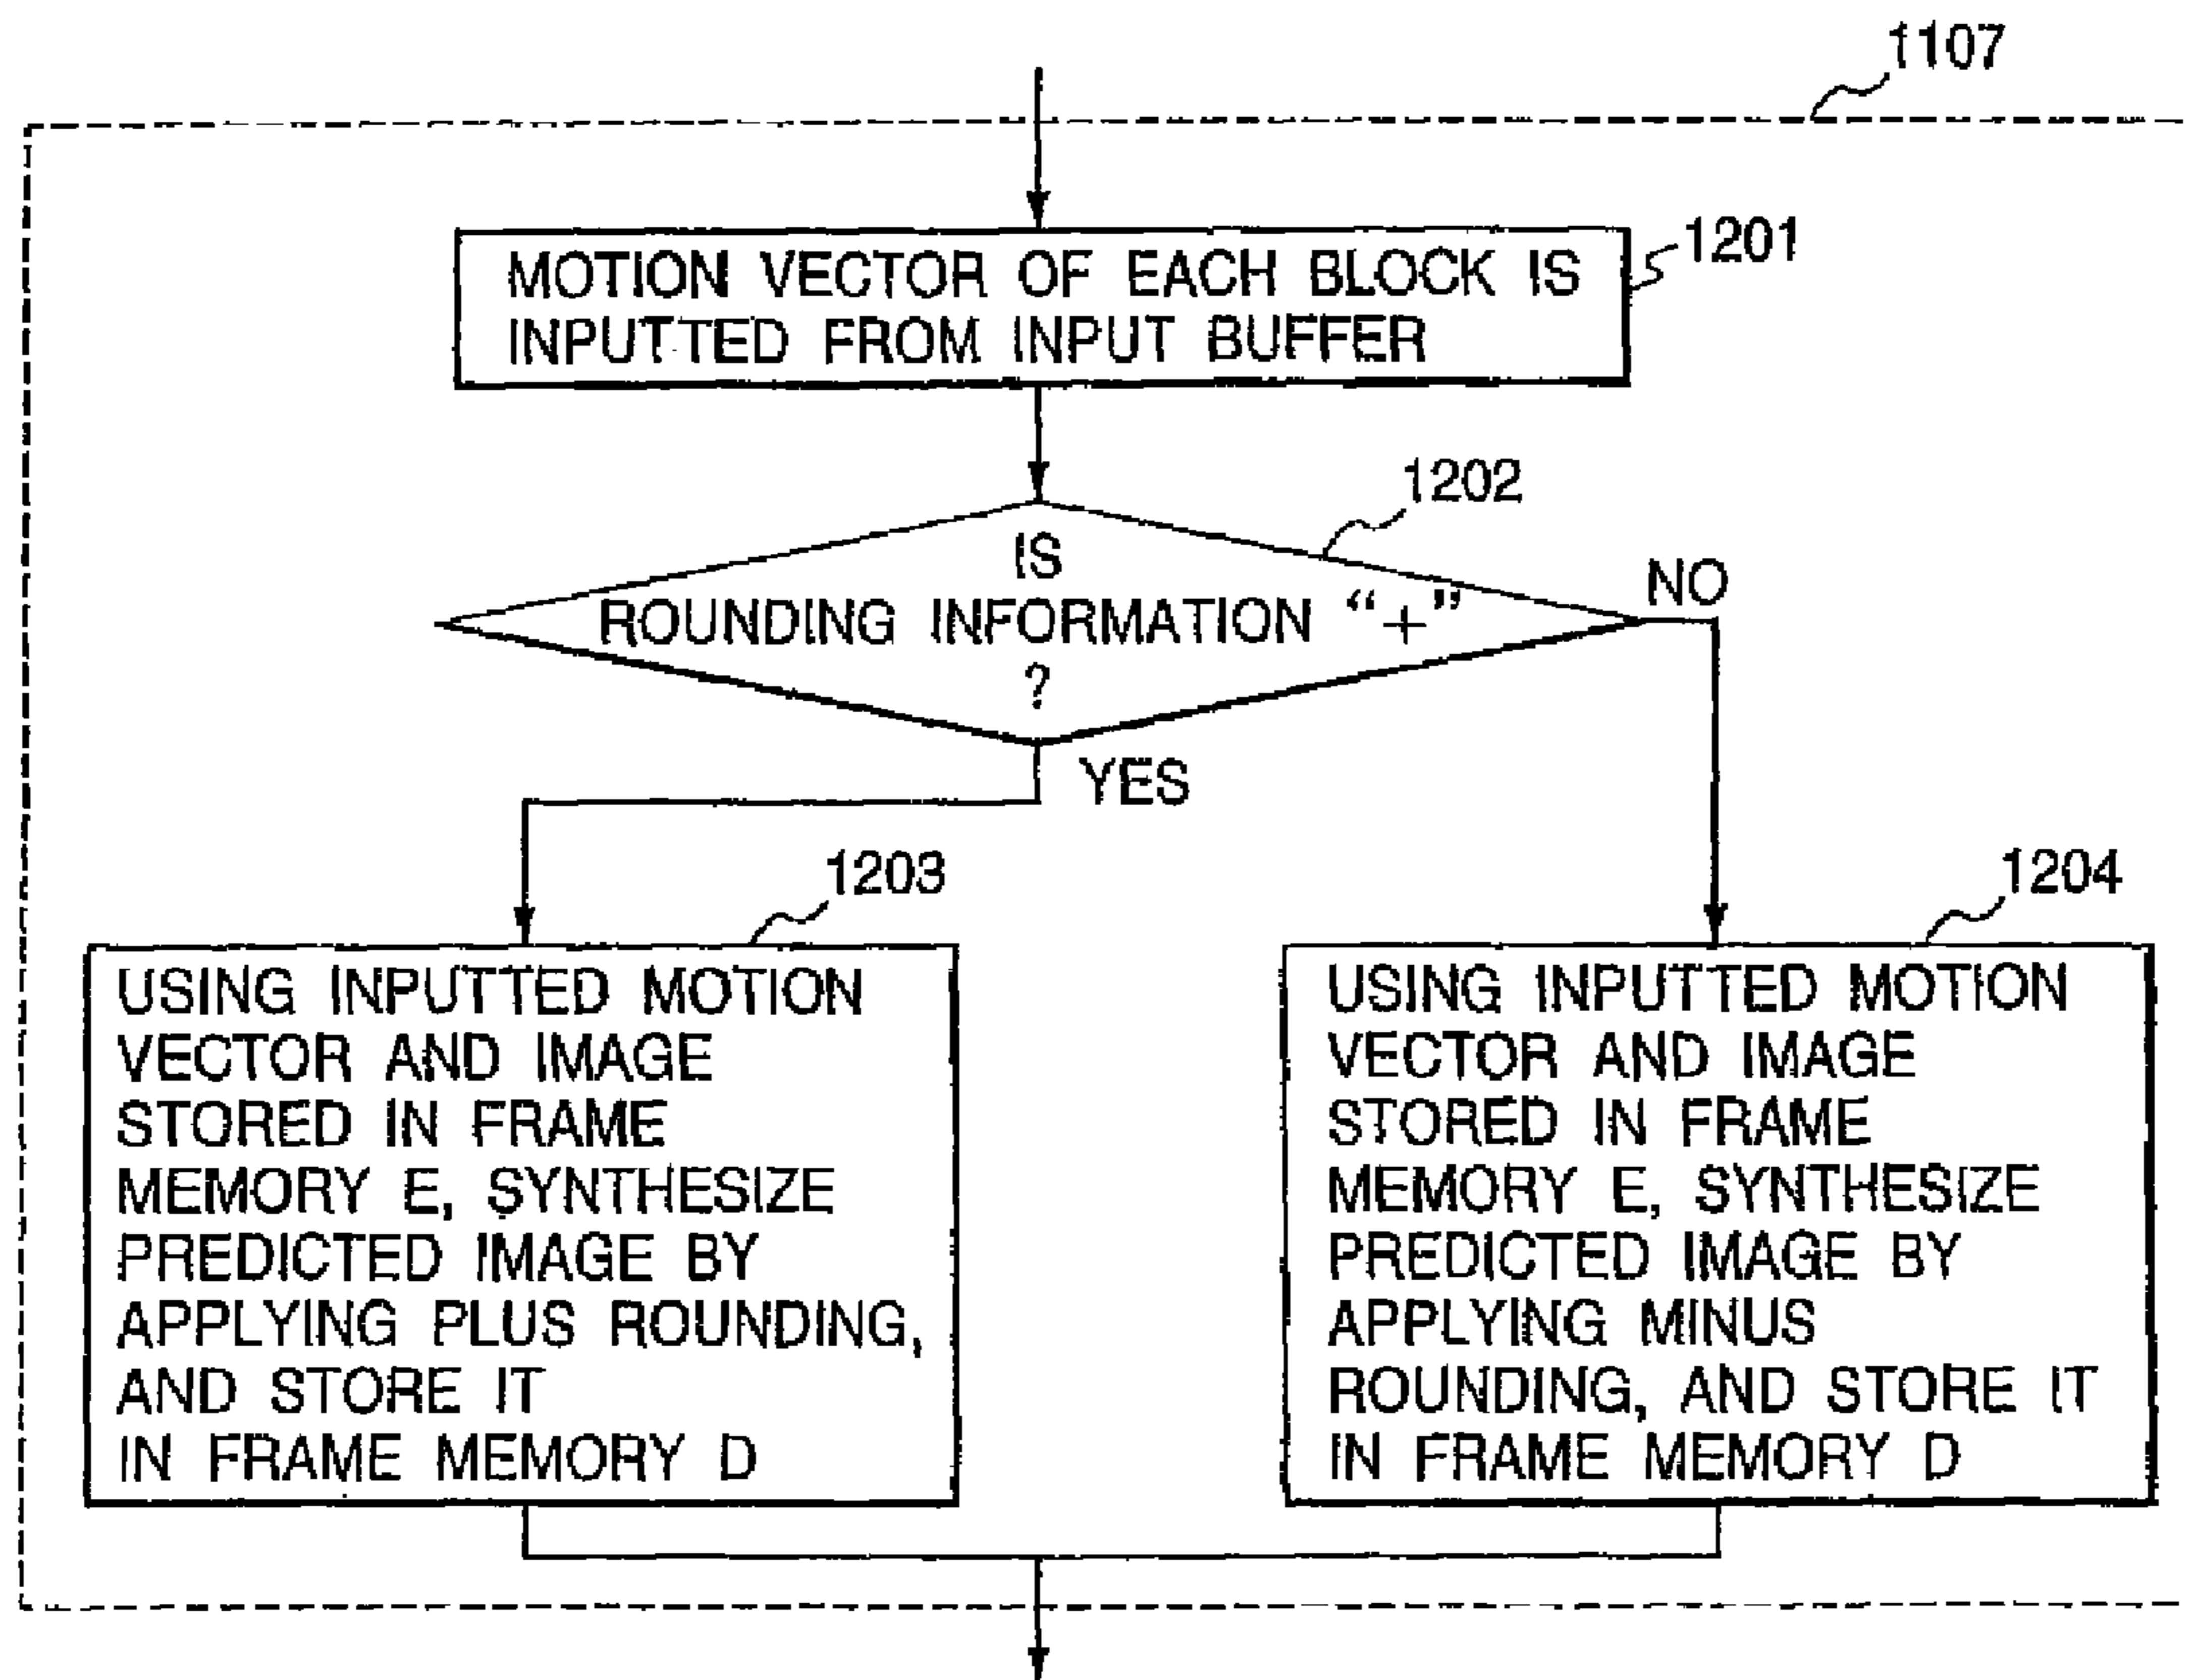 1107
MOTION VECTOR OF EACH BLOCK IS
INPUTTED FROM INPUT BUFFER
1201
1202
IS
ROUNDING INFORMATION “+”
?
NO
YES
1203
USING INPUTTED MOTION
VECTOR AND IMAGE
STORED IN FRAME
MEMORY E, SYNTHESIZE
PREDICTED IMAGE BY
APPLYING PLUS ROUNDING,
AND STORE IT
IN FRAME MEMORY D
1204
USING INPUTTED MOTION
VECTOR AND IMAGE
STORED IN FRAME
MEMORY E, SYNTHESIZE
PREDICTED IMAGE BY
APPLYING MINUS
ROUNDING, AND STORE IT
IN FRAME MEMORY D